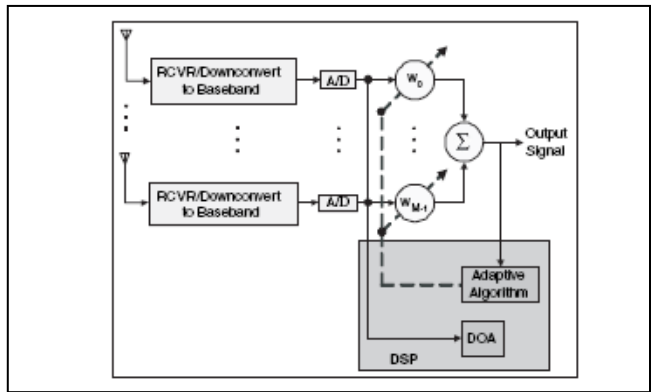 RCVR/Downconvert
to Baseband
A/D
W0
Σ
Output
Signal
RCVR/Downconvert
to Baseband
A/D
WM-1
Adaptive
Algorithm
DOA
DSP